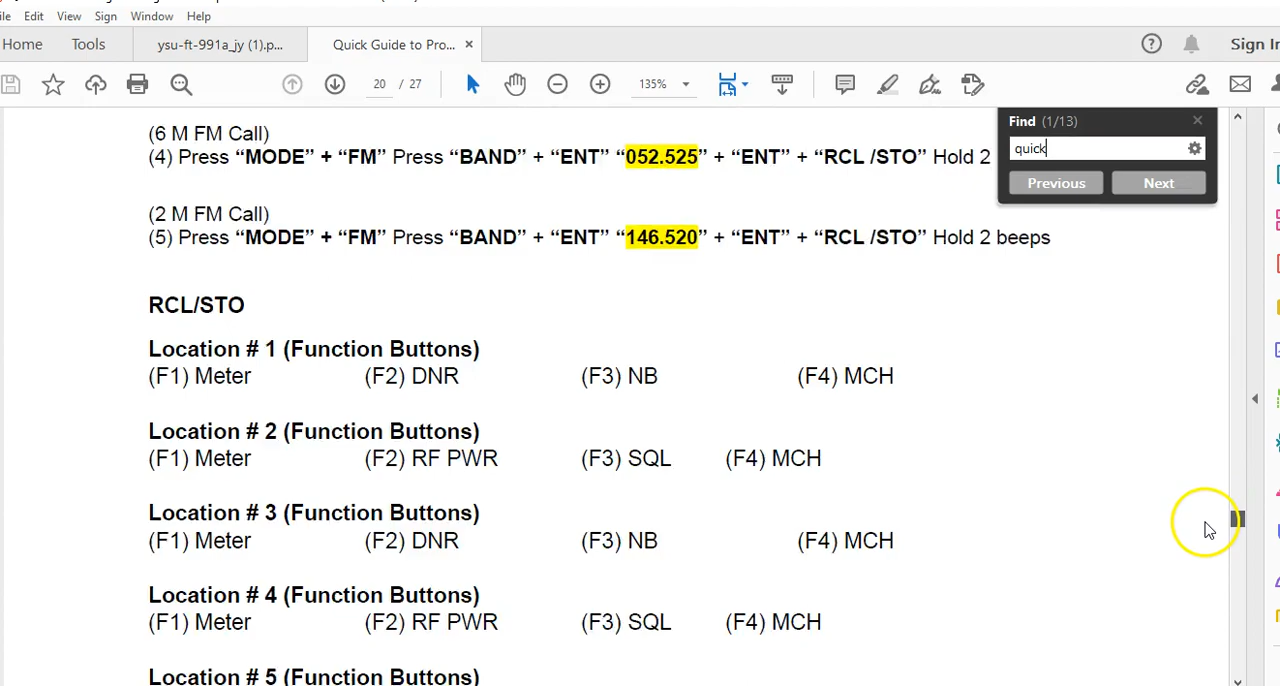 ile Edit View Sign Window Help
Home Tools ysu-ft-991a_jy (1).p... Quick Guide to Pro... × Sign In
20 / 27 135%
Find (1/13)
quick
Previous Next
(6 M FM Call)
(4) Press “MODE” + “FM” Press “BAND” + “ENT” “052.525” + “ENT” + “RCL /STO” Hold 2
(2 M FM Call)
(5) Press “MODE” + “FM” Press “BAND” + “ENT” “146.520” + “ENT” + “RCL /STO” Hold 2 beeps
RCL/STO
Location # 1 (Function Buttons)
(F1) Meter (F2) DNR (F3) NB (F4) MCH
Location # 2 (Function Buttons)
(F1) Meter (F2) RF PWR (F3) SQL (F4) MCH
Location # 3 (Function Buttons)
(F1) Meter (F2) DNR (F3) NB (F4) MCH
Location # 4 (Function Buttons)
(F1) Meter (F2) RF PWR (F3) SQL (F4) MCH
Location # 5 (Function Buttons)